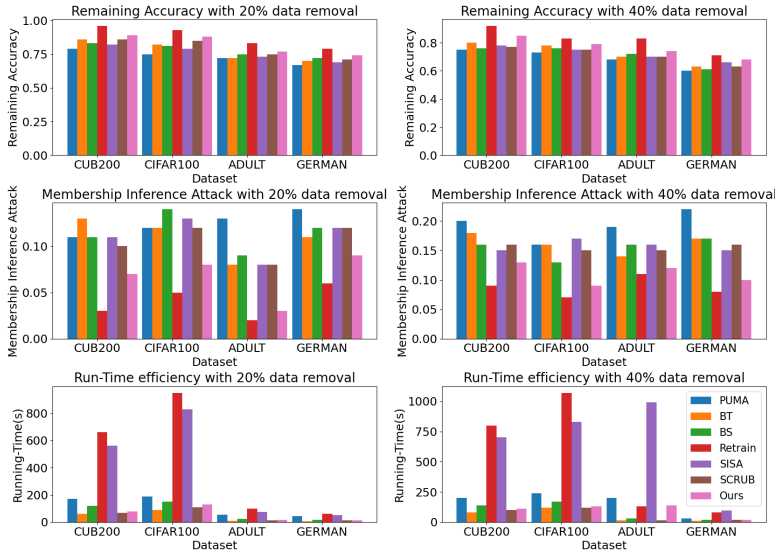 Remaining Accuracy with 20% data removal
Remaining Accuracy
1.00
0.75
0.50
0.25
0.00
CUB200 CIFAR100 ADULT GERMAN
Dataset
Remaining Accuracy with 40% data removal
Remaining Accuracy
0.8
0.6
0.4
0.2
0.0
CUB200 CIFAR100 ADULT GERMAN
Dataset
Membership Inference Attack with 20% data removal
Membership Inference Attack
0.10
0.05
0.00
CUB200 CIFAR100 ADULT GERMAN
Dataset
Membership Inference Attack with 40% data removal
Membership Inference Attack
0.20
0.15
0.10
0.05
0.00
CUB200 CIFAR100 ADULT GERMAN
Dataset
Run-Time efficiency with 20% data removal
Running-Time(s)
800
600
400
200
0
CUB200 CIFAR100 ADULT GERMAN
Dataset
Run-Time efficiency with 40% data removal
Running-Time(s)
1000
750
500
250
0
CUB200 CIFAR100 ADULT GERMAN
Dataset
PUMA
BT
BS
Retrain
SISA
SCRUB
Ours